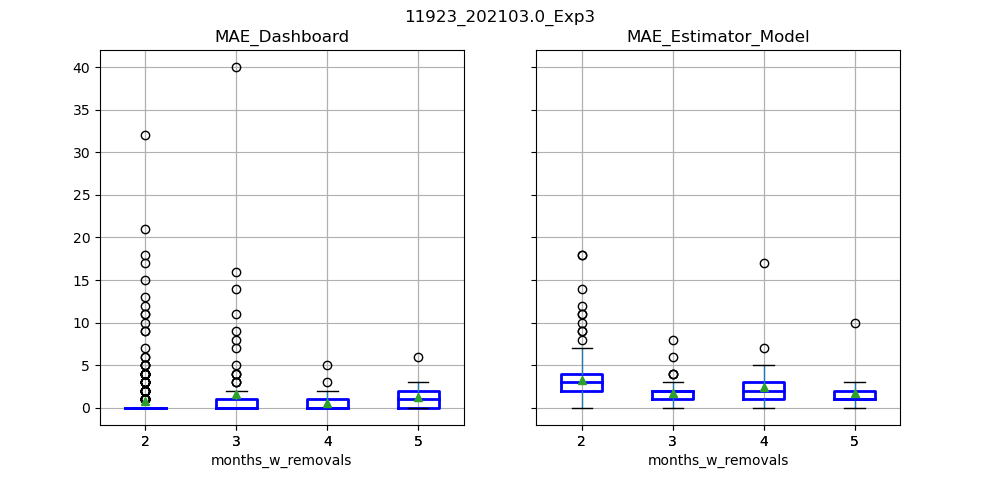 11923_202103.0_Exp3
MAE_Dashboard
MAE_Estimator_Model
40
35
30
25
20
15
10
5
0
2 3 4 5
2 3 4 5
months_w_removals
months_w_removals